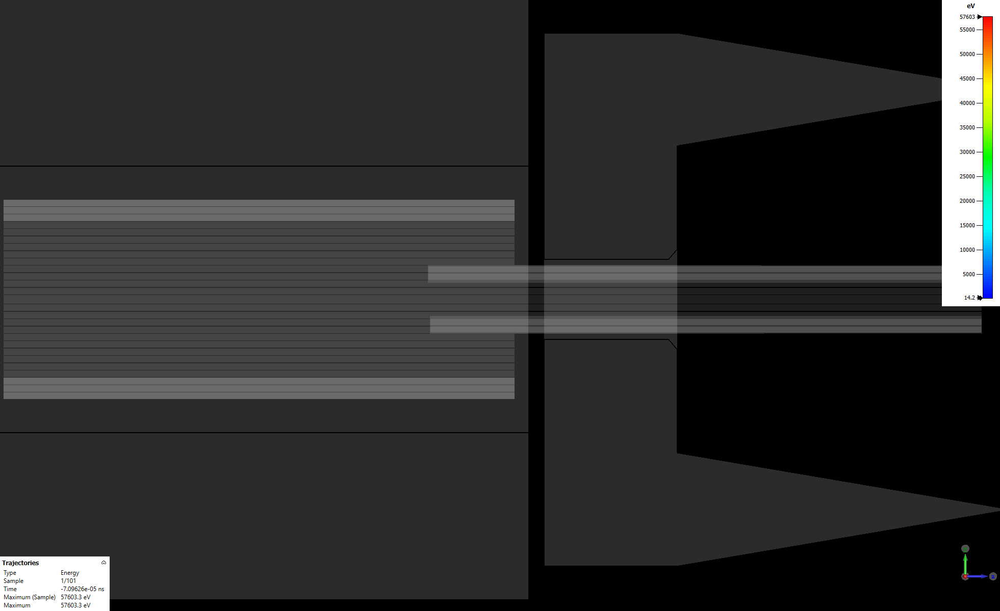 eV
57603
55000
50000
45000
40000
35000
30000
25000
20000
15000
10000
5000
14.2
Trajectories
Type Energy
Sample 1/101
Time -7.09626e-05 ns
Maximum (Sample) 57603.3 eV
Maximum 57603.3 eV
z